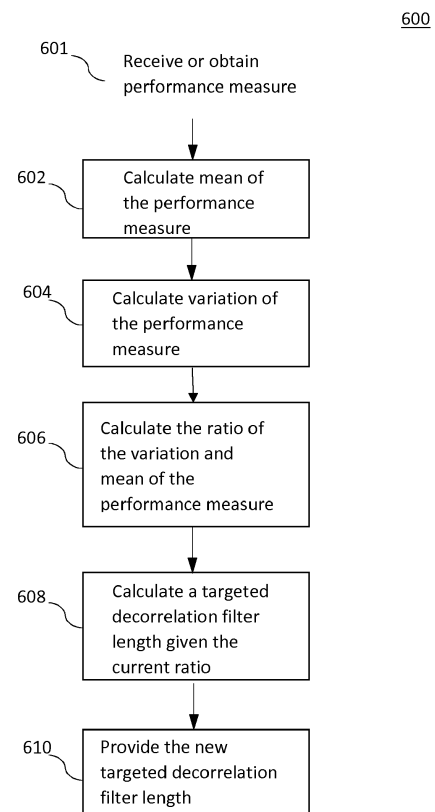 600
601
Receive or obtain
performance measure
602
Calculate mean of
the performance
measure
604
Calculate variation of
the performance
measure
606
Calculate the ratio of
the variation and
mean of the
performance measure
608
Calculate a targeted
decorrelation filter
length given the
current ratio
610
Provide the new
targeted decorrelation
filter length